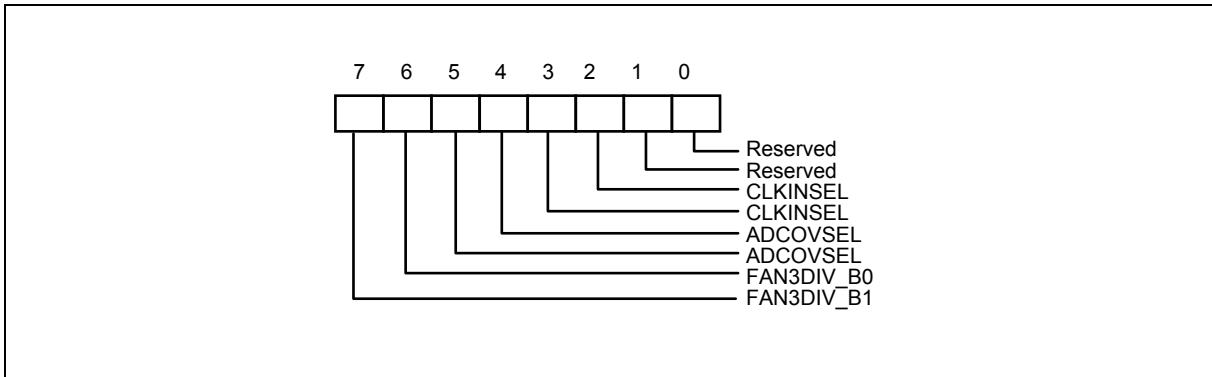 7 6 5 4 3 2 1 0
Reserved
Reserved
CLKINSEL
CLKINSEL
ADCOVSEL
ADCOVSEL
FAN3DIV_B0
FAN3DIV_B1